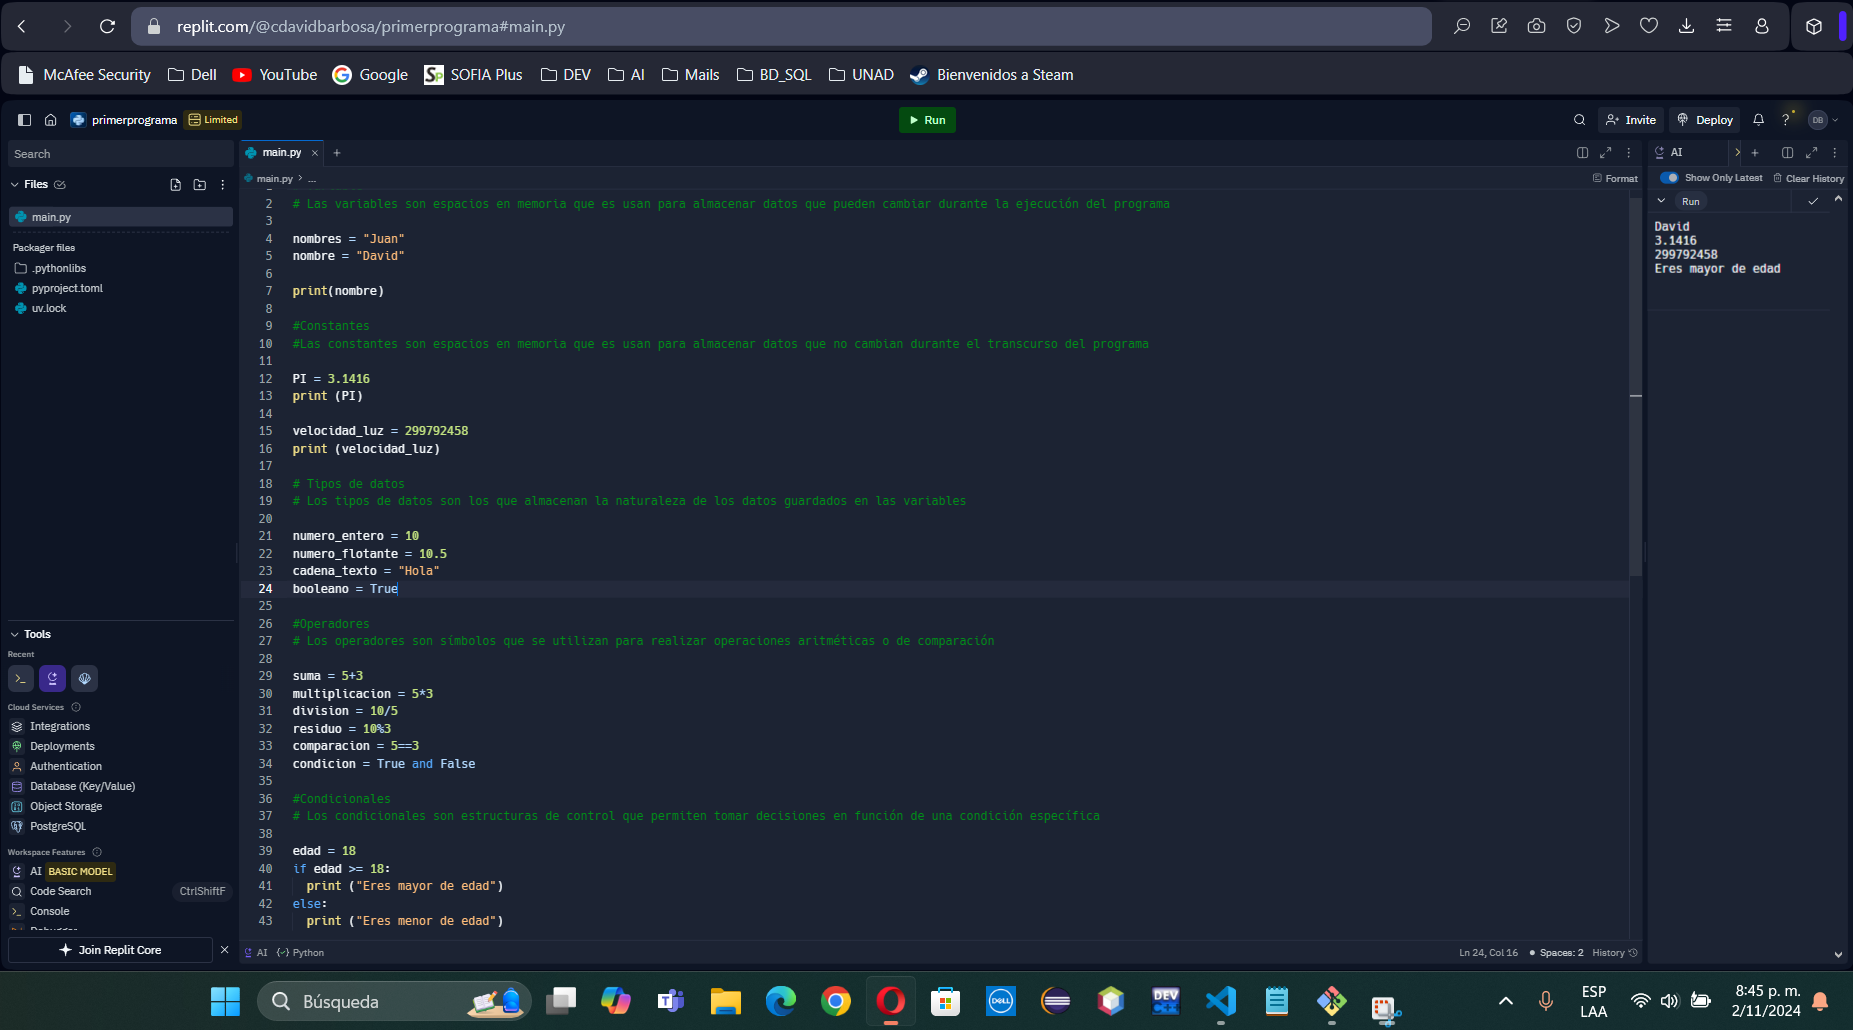 replit.com/@cdavidbarbosa/primerprograma#main.py
McAfee Security Dell YouTube Google SOFIA Plus DEV AI Mails BD_SQL UNAD Bienvenidos a Steam
primerprograma Limited Run Invite Deploy ? DB
Search
main.py
AI
main.py > ...
Format
Show Only Latest Clear History
Files
main.py
Packager files
.pythonlibs
pyproject.toml
uv.lock
Run
David
3.1416
299792458
Eres mayor de edad
2 # Las variables son espacios en memoria que es usan para almacenar datos que pueden cambiar durante la ejecución del programa
3
4 nombres = "Juan"
5 nombre = "David"
6
7 print(nombre)
8
9 #Constantes
10 #Las constantes son espacios en memoria que es usan para almacenar datos que no cambian durante el transcurso del programa
11
12 PI = 3.1416
13 print (PI)
14
15 velocidad_luz = 299792458
16 print (velocidad_luz)
17
18 # Tipos de datos
19 # Los tipos de datos son los que almacenan la naturaleza de los datos guardados en las variables
20
21 numero_entero = 10
22 numero_flotante = 10.5
23 cadena_texto = "Hola"
24 booleano = True
25
26 #Operadores
27 # Los operadores son símbolos que se utilizan para realizar operaciones aritméticas o de comparación
28
29 suma = 5+3
30 multiplicacion = 5*3
31 division = 10/5
32 residuo = 10%3
33 comparacion = 5==3
34 condicion = True and False
35
36 #Condicionales
37 # Los condicionales son estructuras de control que permiten tomar decisiones en función de una condición específica
38
39 edad = 18
40 if edad >= 18:
41 print ("Eres mayor de edad")
42 else:
43 print ("Eres menor de edad")
Tools
Recent
Cloud Services
Integrations
Deployments
Authentication
Database (Key/Value)
Object Storage
PostgreSQL
Workspace Features
AI BASIC MODEL
Code Search CtrlShiftF
Console
Debugger
Join Replit Core
AI Python
Ln 24, Col 16 Spaces: 2 History
Búsqueda
DELL
DEV C++
ESP
LAA
8:45 p. m.
2/11/2024